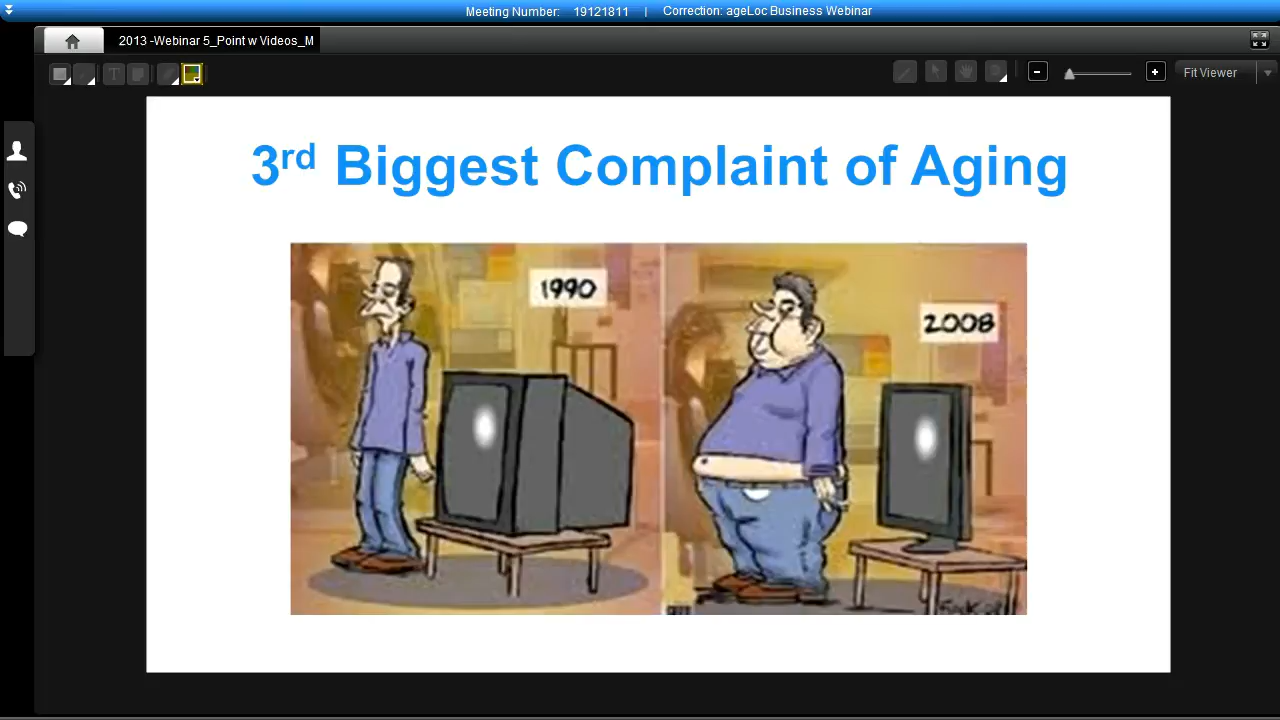 Meeting Number: 19121811 | Correction: ageLoc Business Webinar
2013 -Webinar 5_Point w Videos_M
T
Fit Viewer
3rd Biggest Complaint of Aging
1990
2008